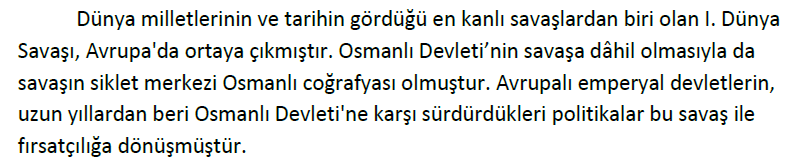 Dünya milletlerinin ve tarihin gördüğü en kanlı savaşlardan biri olan I. Dünya
Savaşı, Avrupa'da ortaya çıkmıştır. Osmanlı Devleti’nin savaşa dâhil olmasıyla da
savaşın siklet merkezi Osmanlı coğrafyası olmuştur. Avrupalı emperyal devletlerin,
uzun yıllardan beri Osmanlı Devleti'ne karşı sürdürdükleri politikalar bu savaş ile
fırsatçılığa dönüşmüştür.